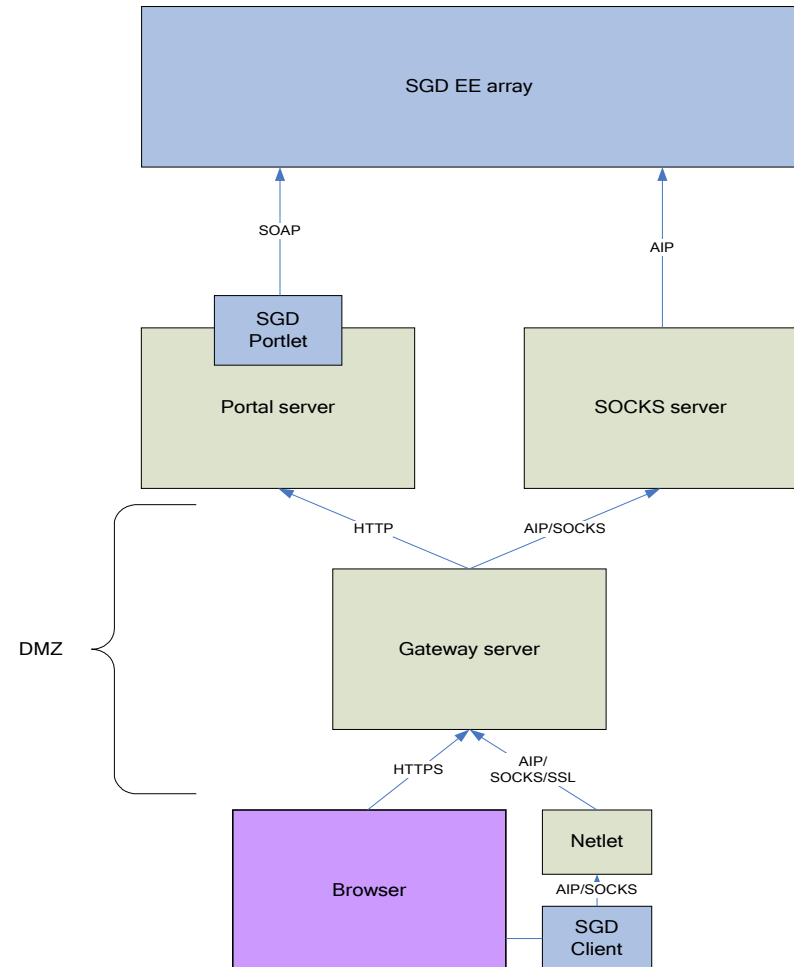 SGD EE array
SOAP
AIP
SGD
Portlet
Portal server
SOCKS server
HTTP
AIP/SOCKS
DMZ
Gateway server
HTTPS
AIP/
SOCKS/SSL
Netlet
Browser
AIP/SOCKS
SGD
Client